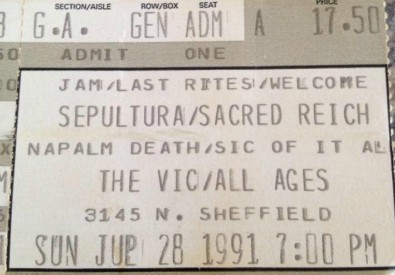 SECTION/AISLE ROW/BOX SEAT PRICE
G.A. GEN ADM A 17.50
ADMIT ONE
JAM/LAST RITES/WELCOME
SEPULTURA/SACRED REICH
NAPALM DEATH/SIC OF IT AL
THE VIC/ALL AGES
3145 N. SHEFFIELD
SUN 28 1991 7:00 PM